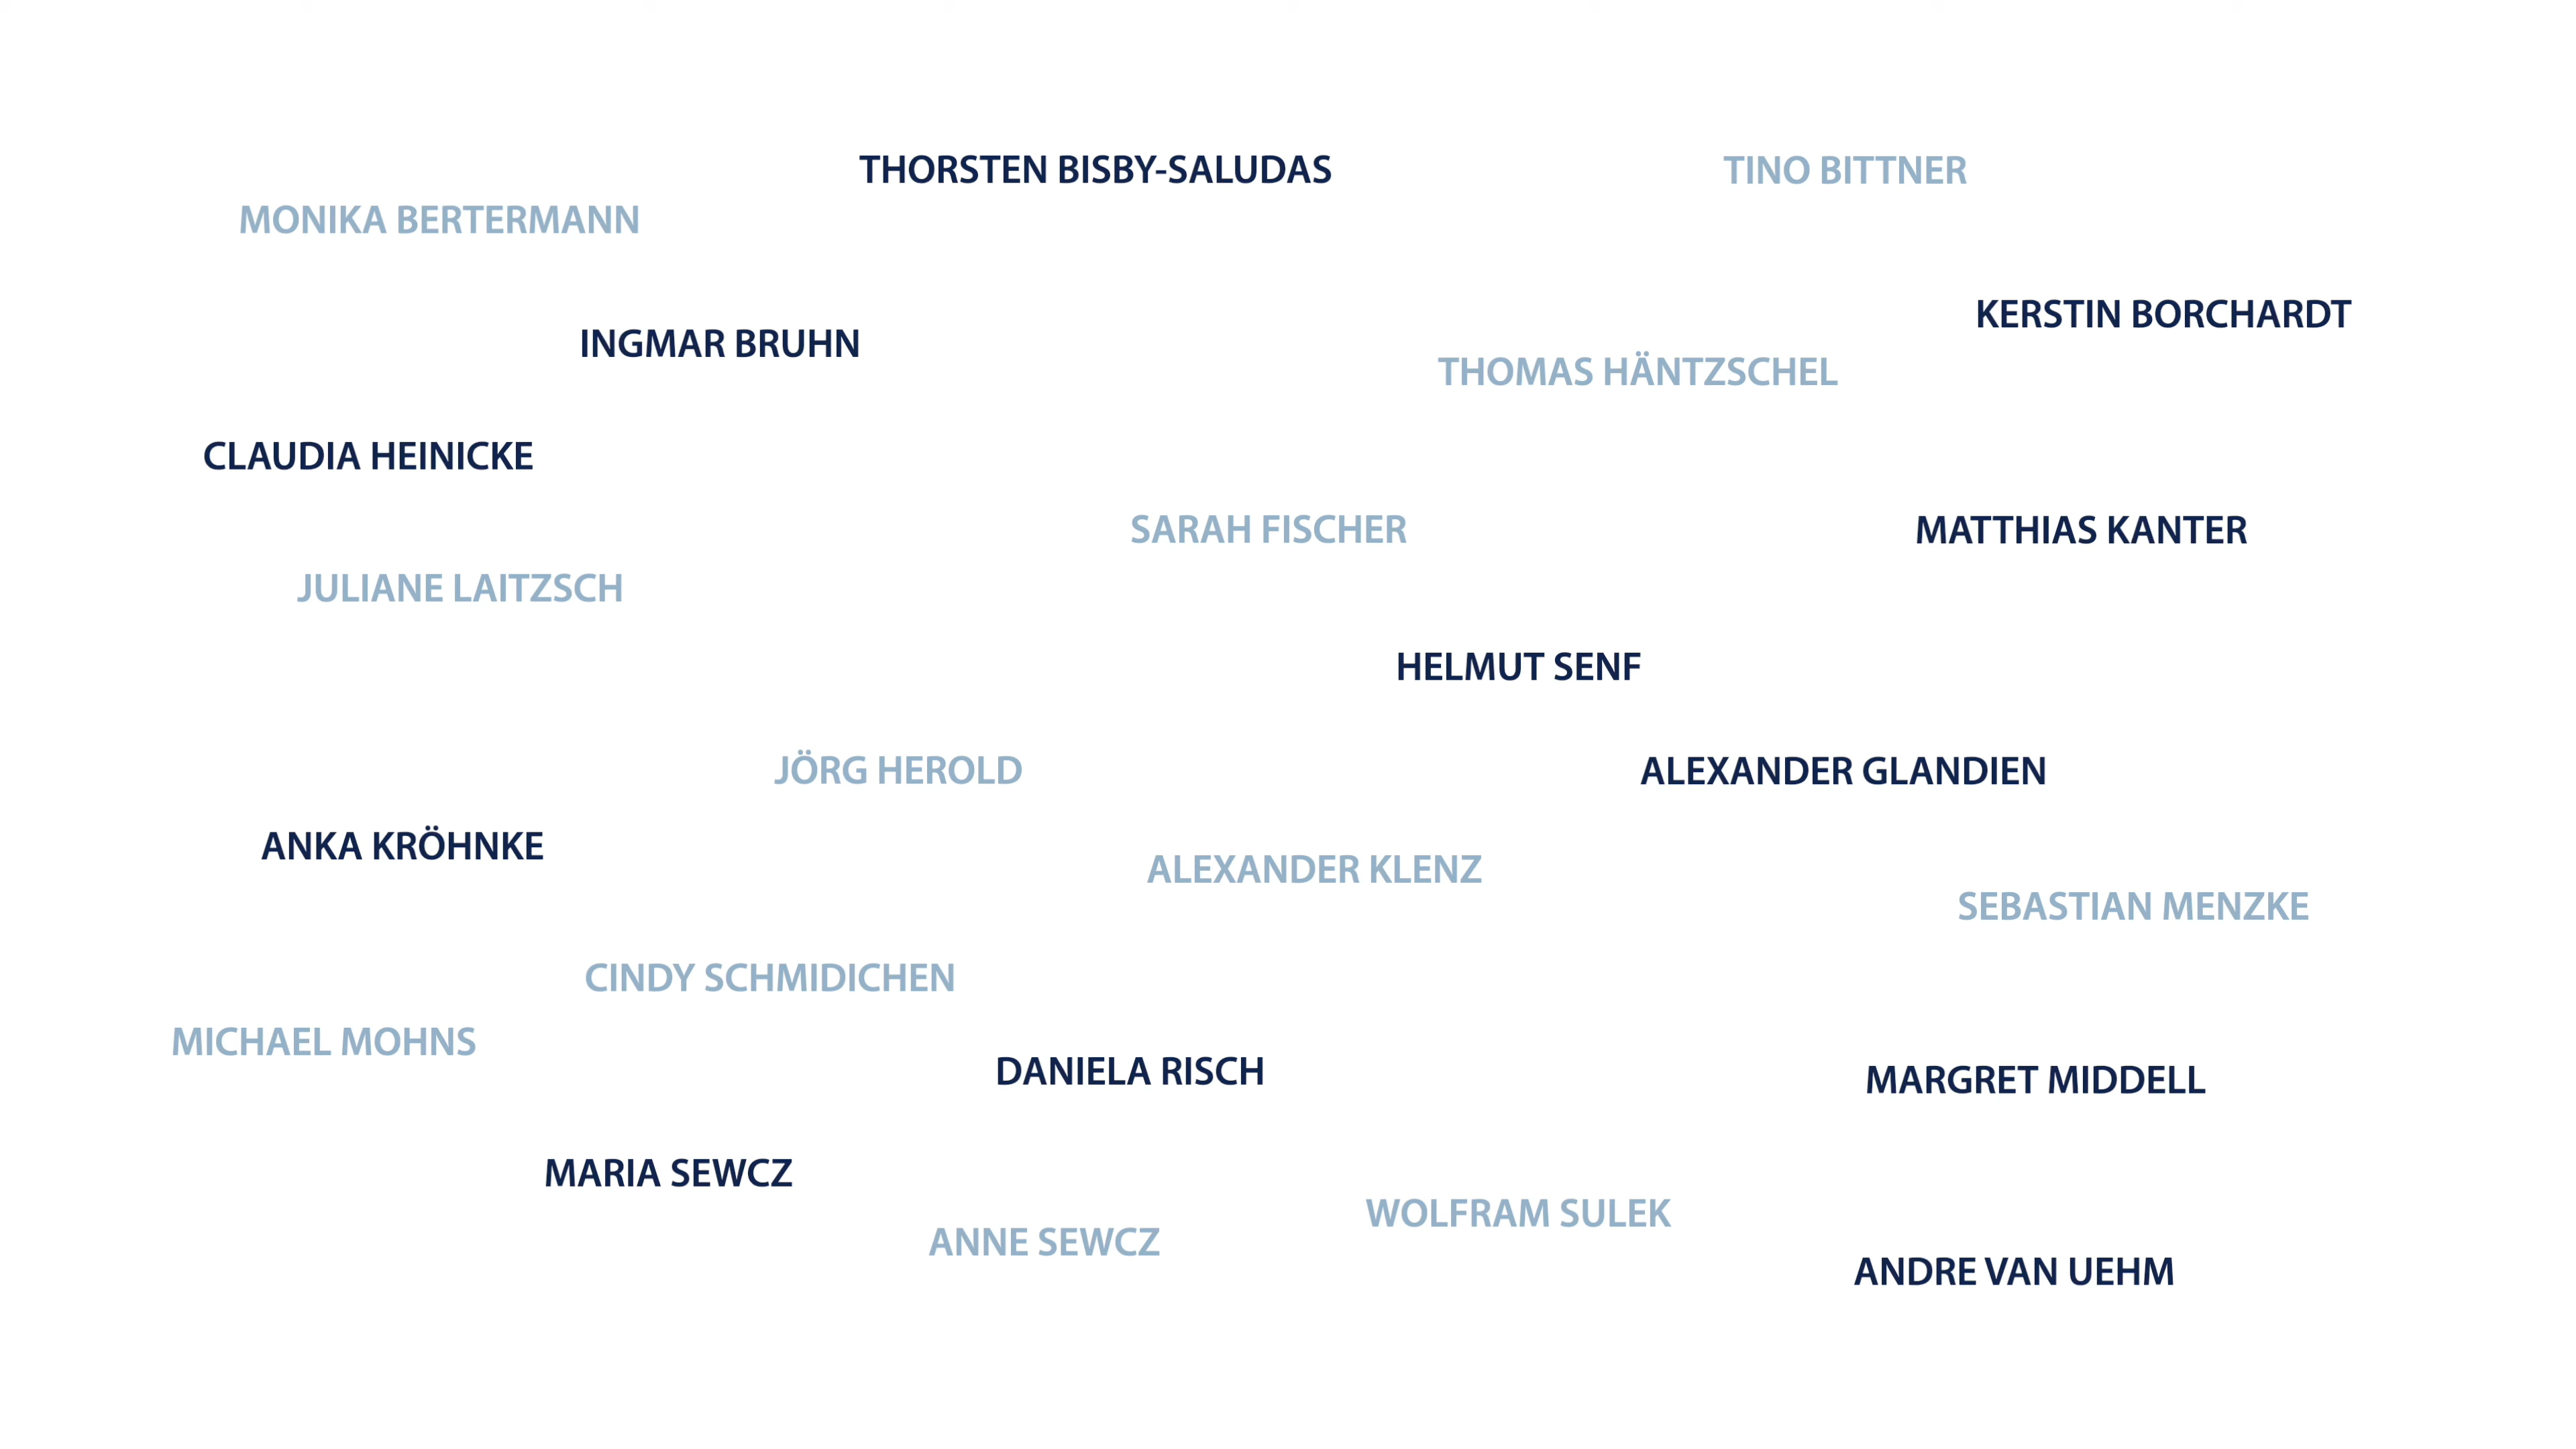 THORSTEN BISBY-SALUDAS
TINO BITTNER
MONIKA BERTERMANN
KERSTIN BORCHARDT
INGMAR BRUHN
THOMAS HÄNTZSCHEL
CLAUDIA HEINICKE
SARAH FISCHER
MATTHIAS KANTER
JULIANE LAITZSCH
HELMUT SENF
JÖRG HEROLD
ALEXANDER GLANDIEN
ANKA KRÖHNKE
ALEXANDER KLENZ
SEBASTIAN MENZKE
CINDY SCHMIDICHEN
MICHAEL MOHNS
DANIELA RISCH
MARGRET MIDDELL
MARIA SEWCZ
WOLFRAM SULEK
ANNE SEWCZ
ANDRE VAN UEHM